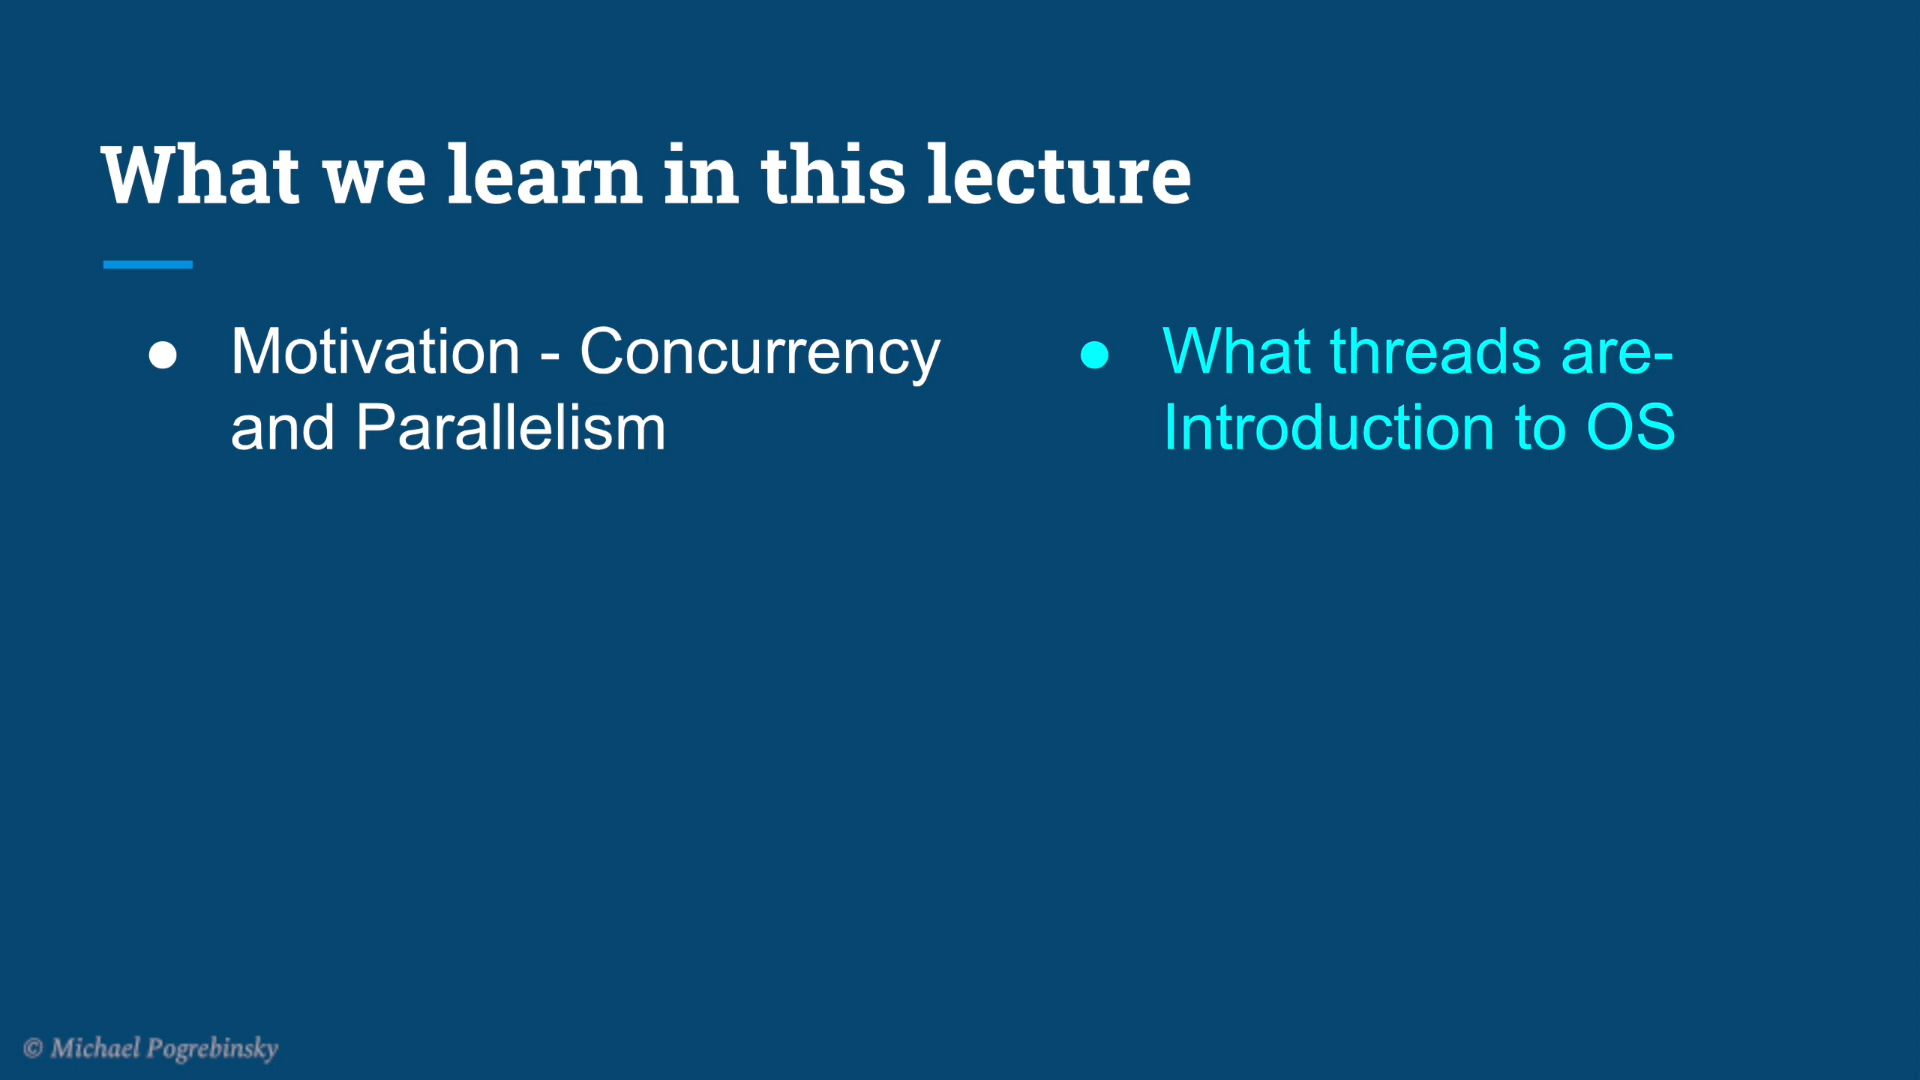 What we learn in this lecture
● Motivation - Concurrency
and Parallelism
● What threads are-
Introduction to OS
© Michael Pogrebinsky